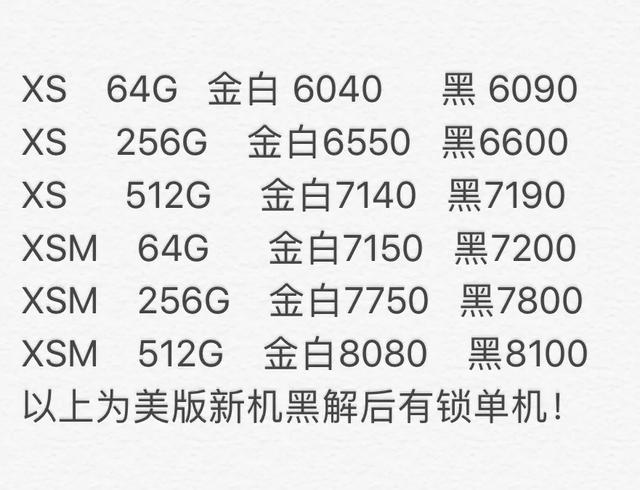 XS 64G 金白 6040 黑 6090
XS 256G 金白6550 黑6600
XS 512G 金白7140 黑7190
XSM 64G 金白7150 黑7200
XSM 256G 金白7750 黑7800
XSM 512G 金白8080 黑8100
以上为美版新机黑解后有锁单机！